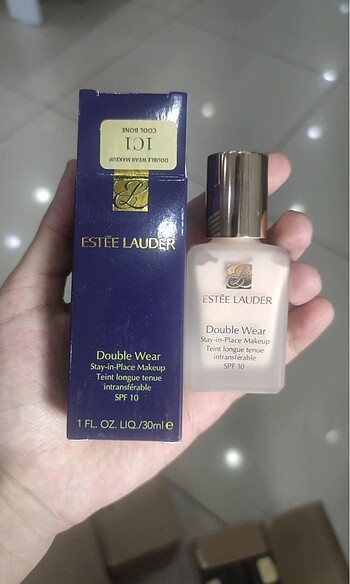 DOUBLE WEAR MAKEUP
1C1
COOL BONE
ESTĒE LAUDER
Double Wear
Stay-in-Place Makeup
Teint longue tenue
intransférable
SPF 10
1 FL. OZ. LIQ./30ml e
ESTĒE LAUDER
Double Wear
Stay-in-Place Makeup
Teint longue tenue
intransférable
SPF 10